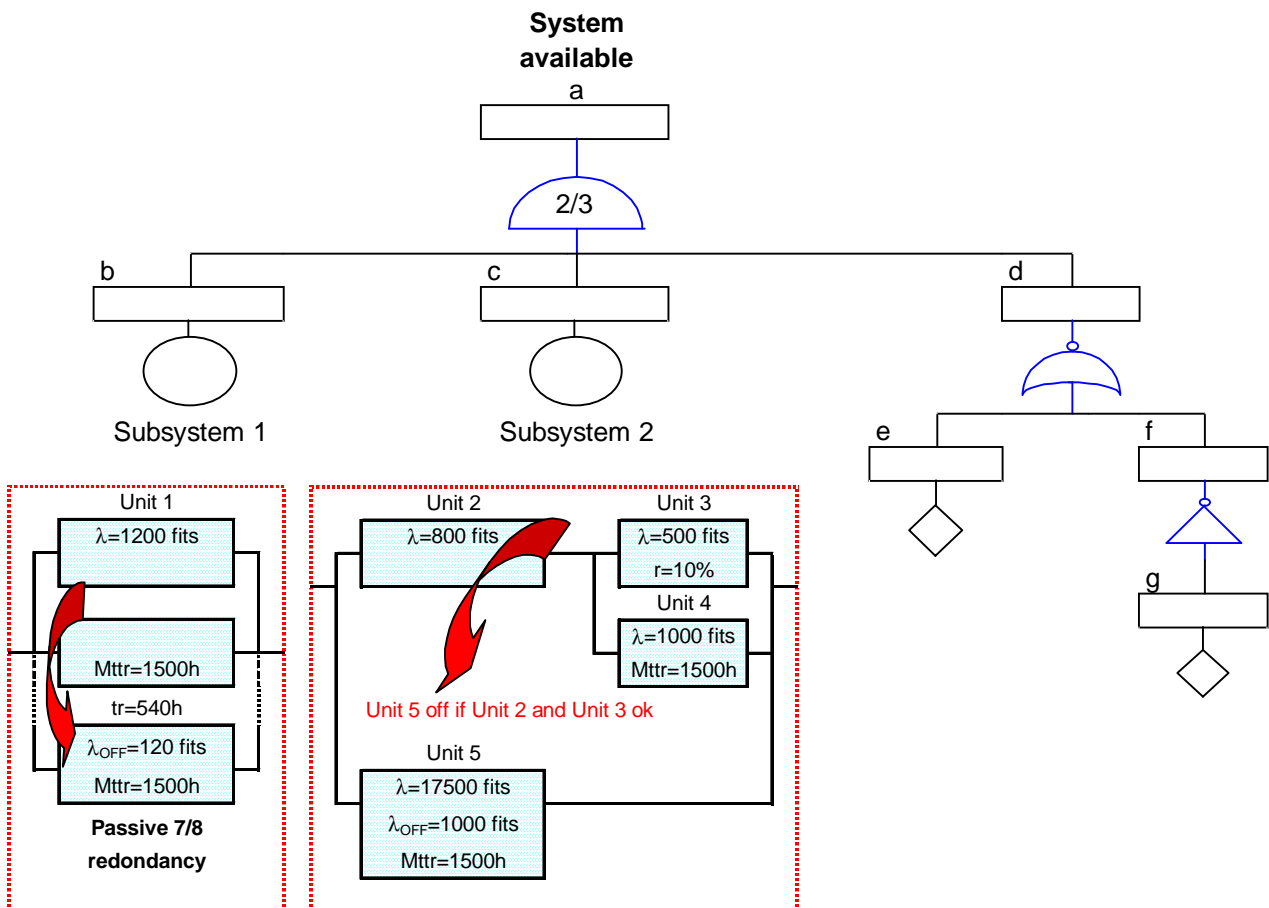 System
available
a
2/3
b
c
d
Subsystem 1
Subsystem 2
e
f
g
Unit 1
λ=1200 fits
Mttr=1500h
tr=540h
λOFF=120 fits
Mttr=1500h
Passive 7/8
redondancy
Unit 2
λ=800 fits
Unit 3
λ=500 fits
r=10%
Unit 4
λ=1000 fits
Mttr=1500h
Unit 5 off if Unit 2 and Unit 3 ok
Unit 5
λ=17500 fits
λOFF=1000 fits
Mttr=1500h